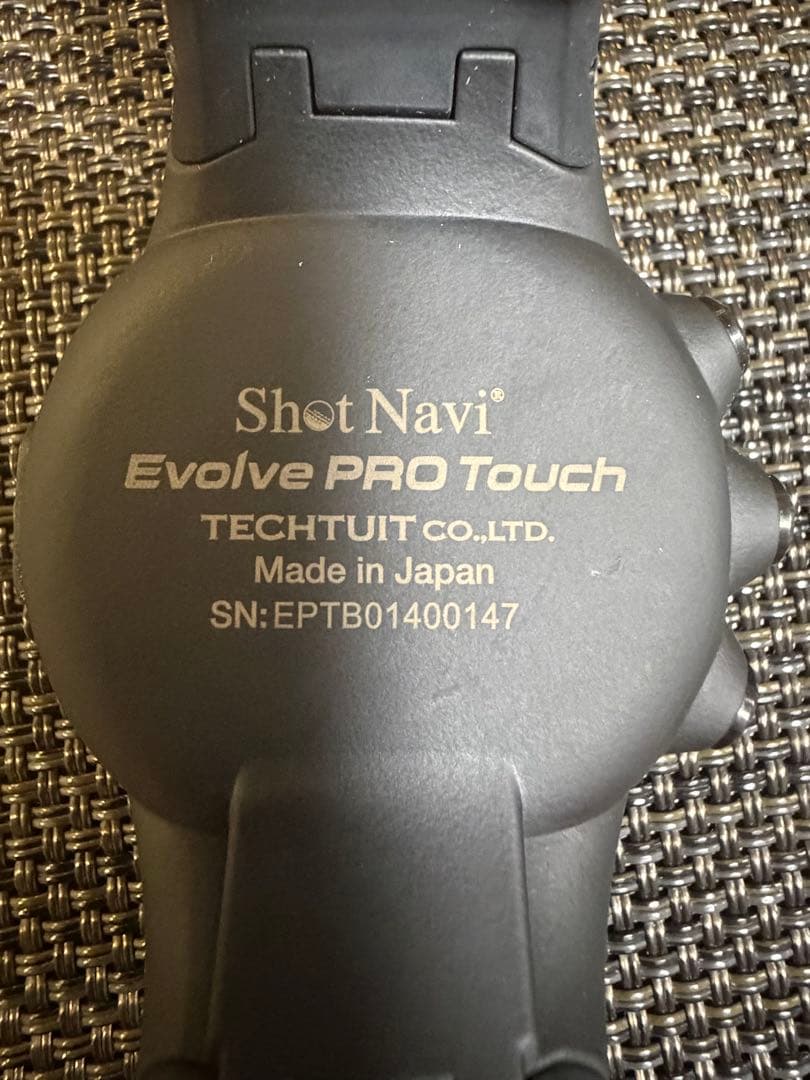 Shot Navi®
Evolve PRO Touch
TECHTUIT CO.,LTD.
Made in Japan
SN:EPTB01400147